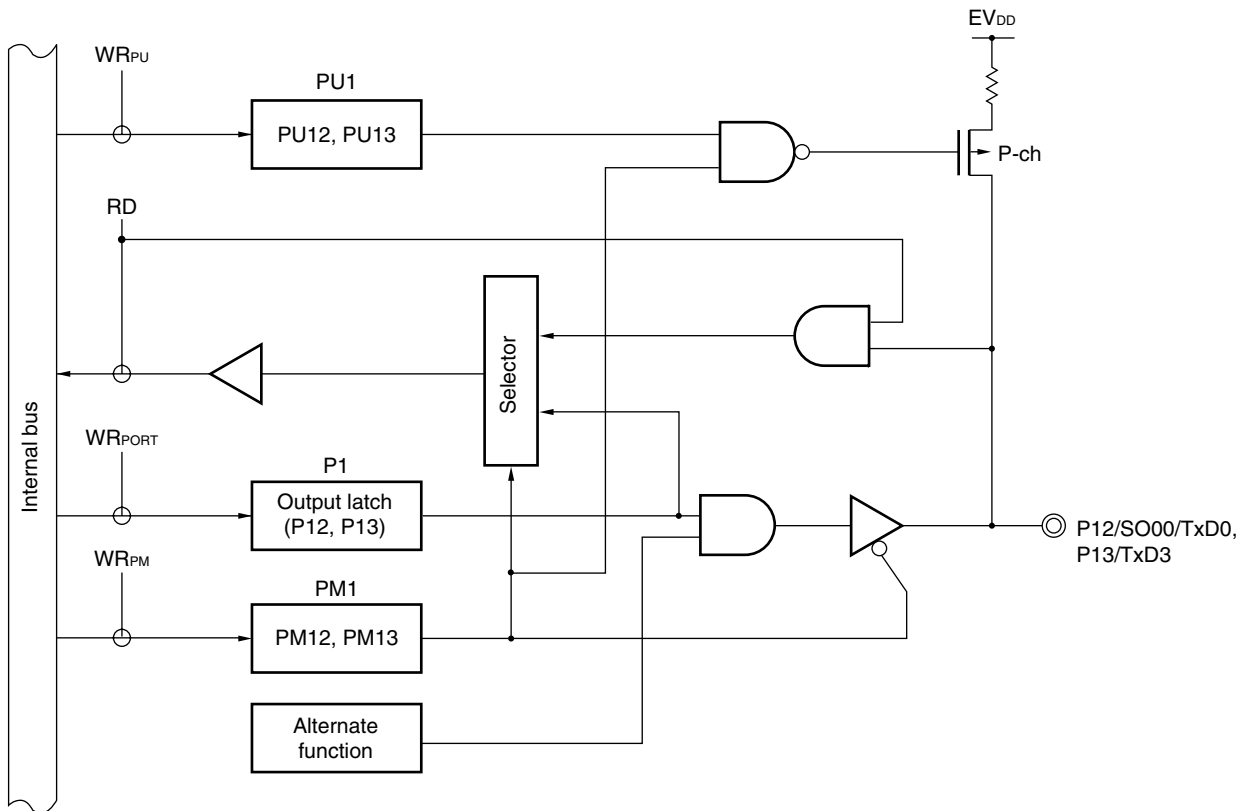 EVDD
WRPU
PU1
PU12, PU13
P-ch
RD
Selector
Internal bus
WRPORT
P1
Output latch
(P12, P13)
P12/SO00/TxD0,
P13/TxD3
WRPM
PM1
PM12, PM13
Alternate
function